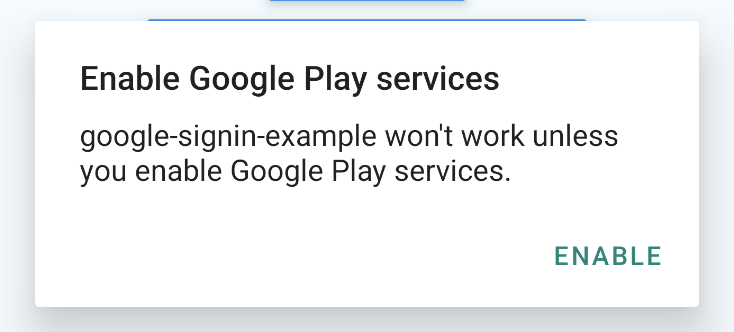 Enable Google Play services
google-signin-example won't work unless
you enable Google Play services.
ENABLE